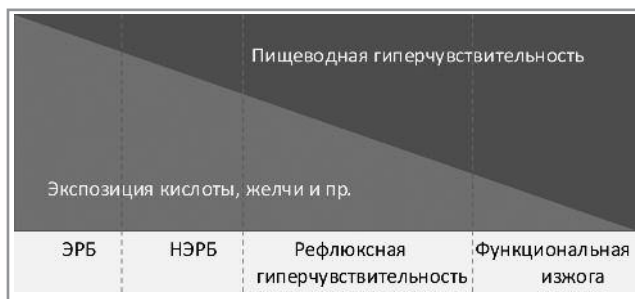 Пищеводная гиперчувствительность
Экспозиция кислоты, желчи и пр.
ЭРБ
НЭРБ
Рефлюксная
гиперчувствительность
Функциональная
изжога